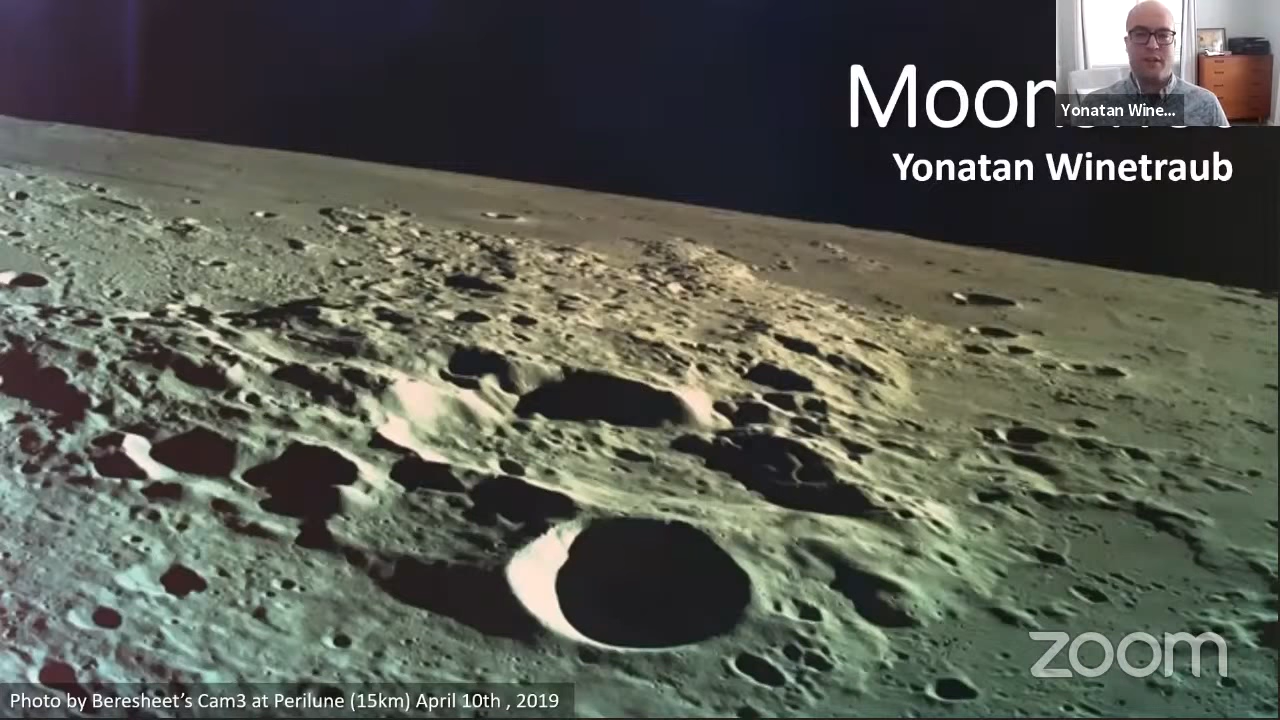 Moon
Yonatan Wine...
Yonatan Winetraub
zoom
Photo by Beresheet's Cam3 at Perilune (15km) April 10th , 2019